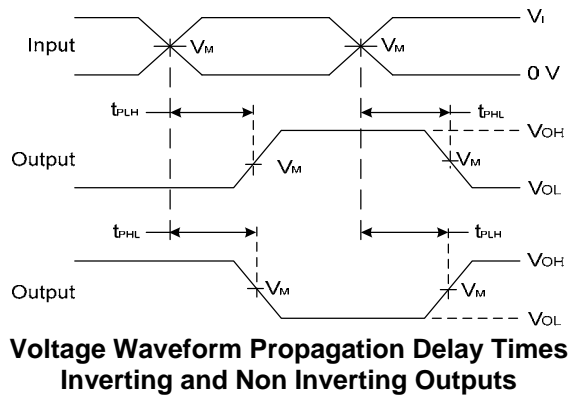 VI
Input VM VM
0 V
tPLH tPHL
VOH
Output VM VM
VOL
tPHL tPLH
VOH
Output VM VM
VOL
Voltage Waveform Propagation Delay Times
Inverting and Non Inverting Outputs